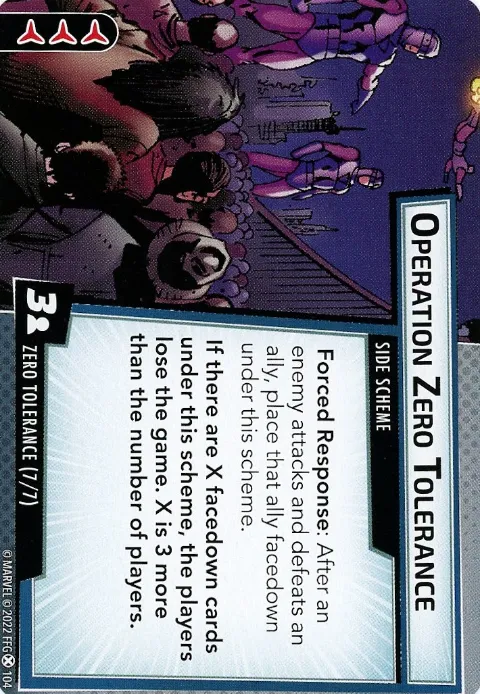 OPERATION ZERO TOLERANCE
SIDE SCHEME
Forced Response: After an
enemy attacks and defeats an
ally, place that ally facedown
under this scheme.
If there are X facedown cards
under this scheme, the players
lose the game. X is 3 more
than the number of players.
3
ZERO TOLERANCE (7/7)
© MARVEL © 2022 FFG 104